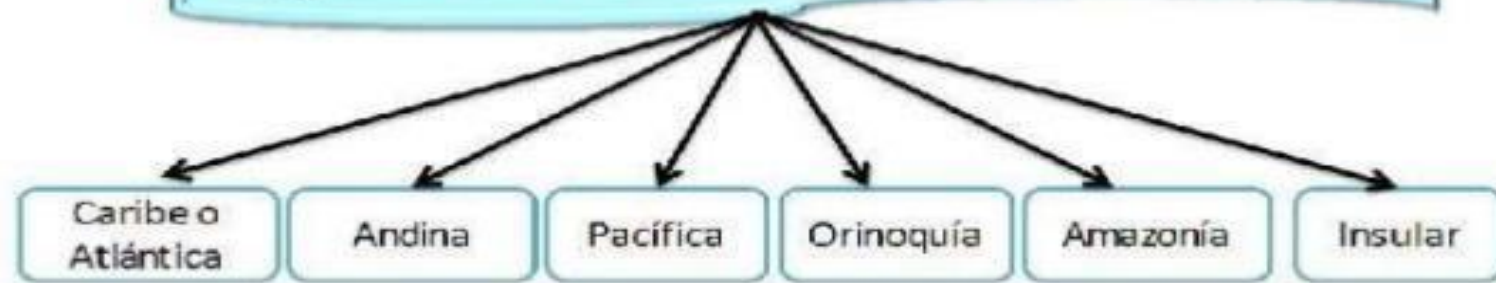 Caribe o
Atlántica
Andina
Pacífica
Orinoquía
Amazonía
Insular